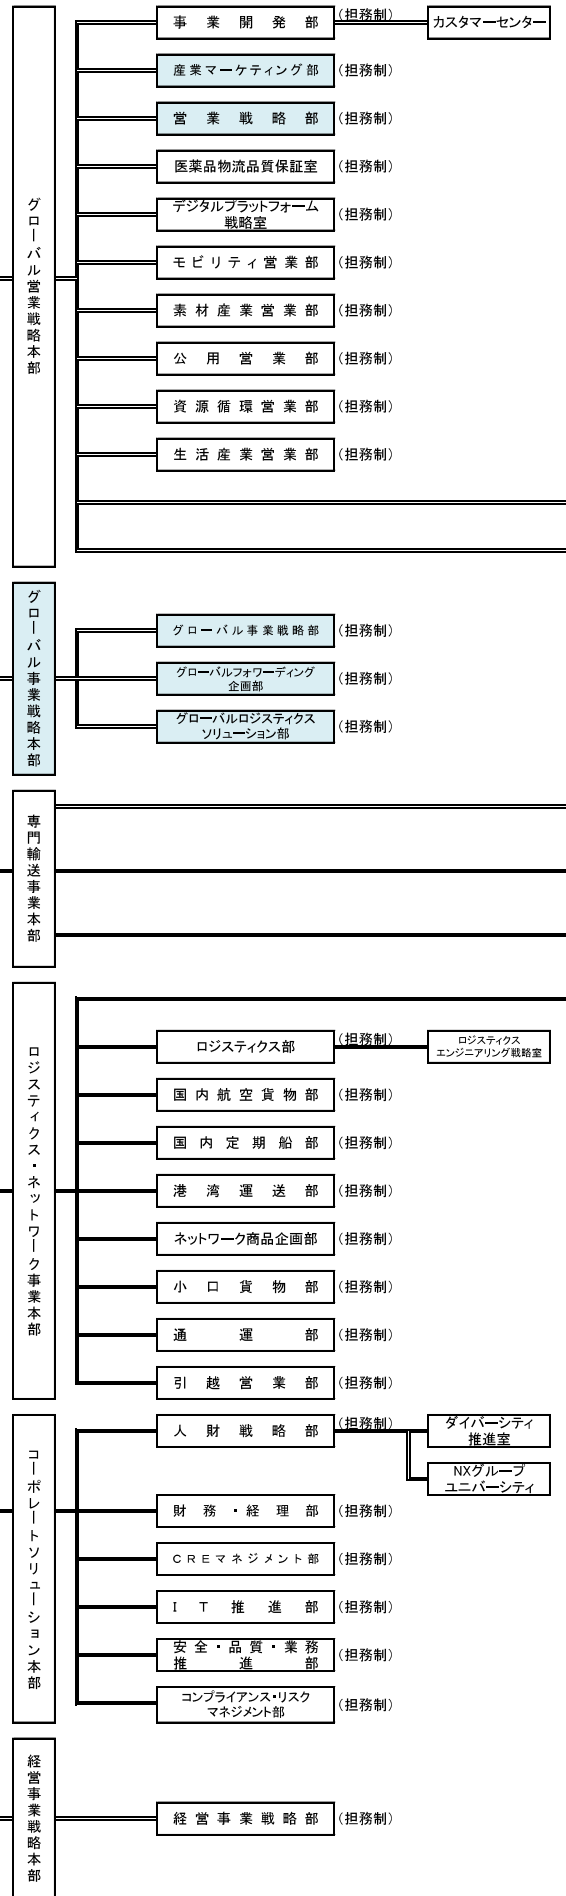 グローバル営業戦略本部
事業開発部
(担務制)
カスタマーセンター
産業マーケティング部
(担務制)
営業戦略部
(担務制)
医薬品物流品質保証室
(担務制)
デジタルプラットフォーム
戦略室
(担務制)
モビリティ営業部
(担務制)
素材産業営業部
(担務制)
公用営業部
(担務制)
資源循環営業部
(担務制)
生活産業営業部
(担務制)
グローバル事業戦略本部
グローバル事業戦略部
(担務制)
グローバルフォワーディング
企画部
(担務制)
グローバルロジスティクス
ソリューション部
(担務制)
専門輸送事業本部
ロジスティクス・ネットワーク事業本部
ロジスティクス部
(担務制)
ロジスティクス
エンジニアリング戦略室
国内航空貨物部
(担務制)
国内定期船部
(担務制)
港湾運送部
(担務制)
ネットワーク商品企画部
(担務制)
小口貨物部
(担務制)
通運部
(担務制)
引越営業部
(担務制)
コーポレートソリューション本部
人財戦略部
(担務制)
ダイバーシティ
推進室
NXグループ
ユニバーシティ
財務・経理部
(担務制)
CREマネジメント部
(担務制)
IT推進部
(担務制)
安全・品質・業務
推進部
(担務制)
コンプライアンス・リスク
マネジメント部
(担務制)
経営事業戦略本部
経営事業戦略部
(担務制)